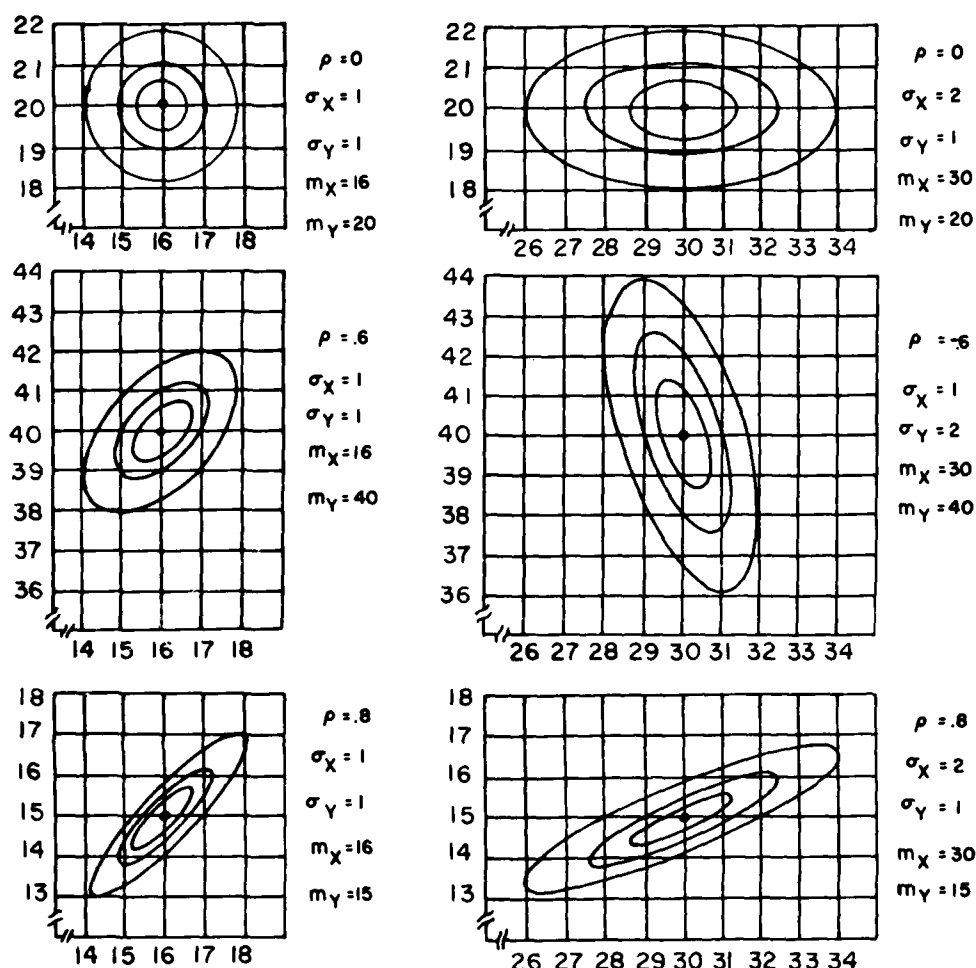 22
21
20
19
18
14 15 16 17 18
ρ = 0
σX = 1
σY = 1
mX = 16
mY = 20
22
21
20
19
18
26 27 28 29 30 31 32 33 34
ρ = 0
σX = 2
σY = 1
mX = 30
mY = 20
44
43
42
41
40
39
38
37
36
14 15 16 17 18
ρ = .6
σX = 1
σY = 1
mX = 16
mY = 40
44
43
42
41
40
39
38
37
36
26 27 28 29 30 31 32 33 34
ρ = -.6
σX = 1
σY = 2
mX = 30
mY = 40
18
17
16
15
14
13
14 15 16 17 18
ρ = .8
σX = 1
σY = 1
mX = 16
mY = 15
18
17
16
15
14
13
26 27 28 29 30 31 32 33 34
ρ = .8
σX = 2
σY = 1
mX = 30
mY = 15